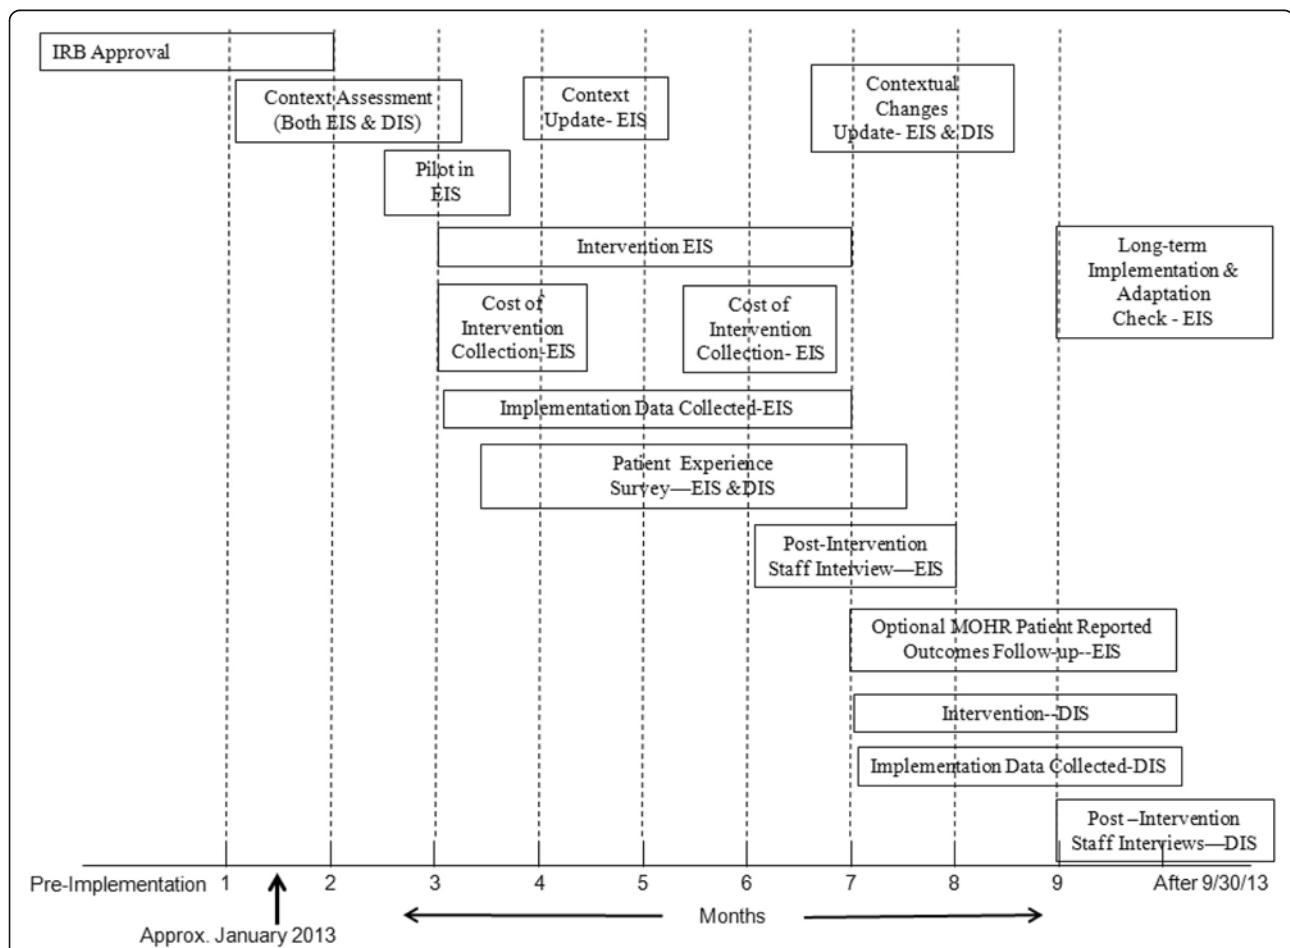 IRB Approval
Context Assessment
(Both EIS & DIS)
Context
Update- EIS
Contextual
Changes
Update- EIS & DIS
Pilot in
EIS
Intervention EIS
Long-term
Implementation &
Adaptation
Check - EIS
Cost of
Intervention
Collection-EIS
Cost of
Intervention
Collection- EIS
Implementation Data Collected-EIS
Patient Experience
Survey—EIS &DIS
Post-Intervention
Staff Interview—EIS
Optional MOHR Patient Reported
Outcomes Follow-up--EIS
Intervention--DIS
Implementation Data Collected-DIS
Post –Intervention
Staff Interviews—DIS
Pre-Implementation 1 2 3 4 5 6 7 8 9 After 9/30/13
Months
Approx. January 2013